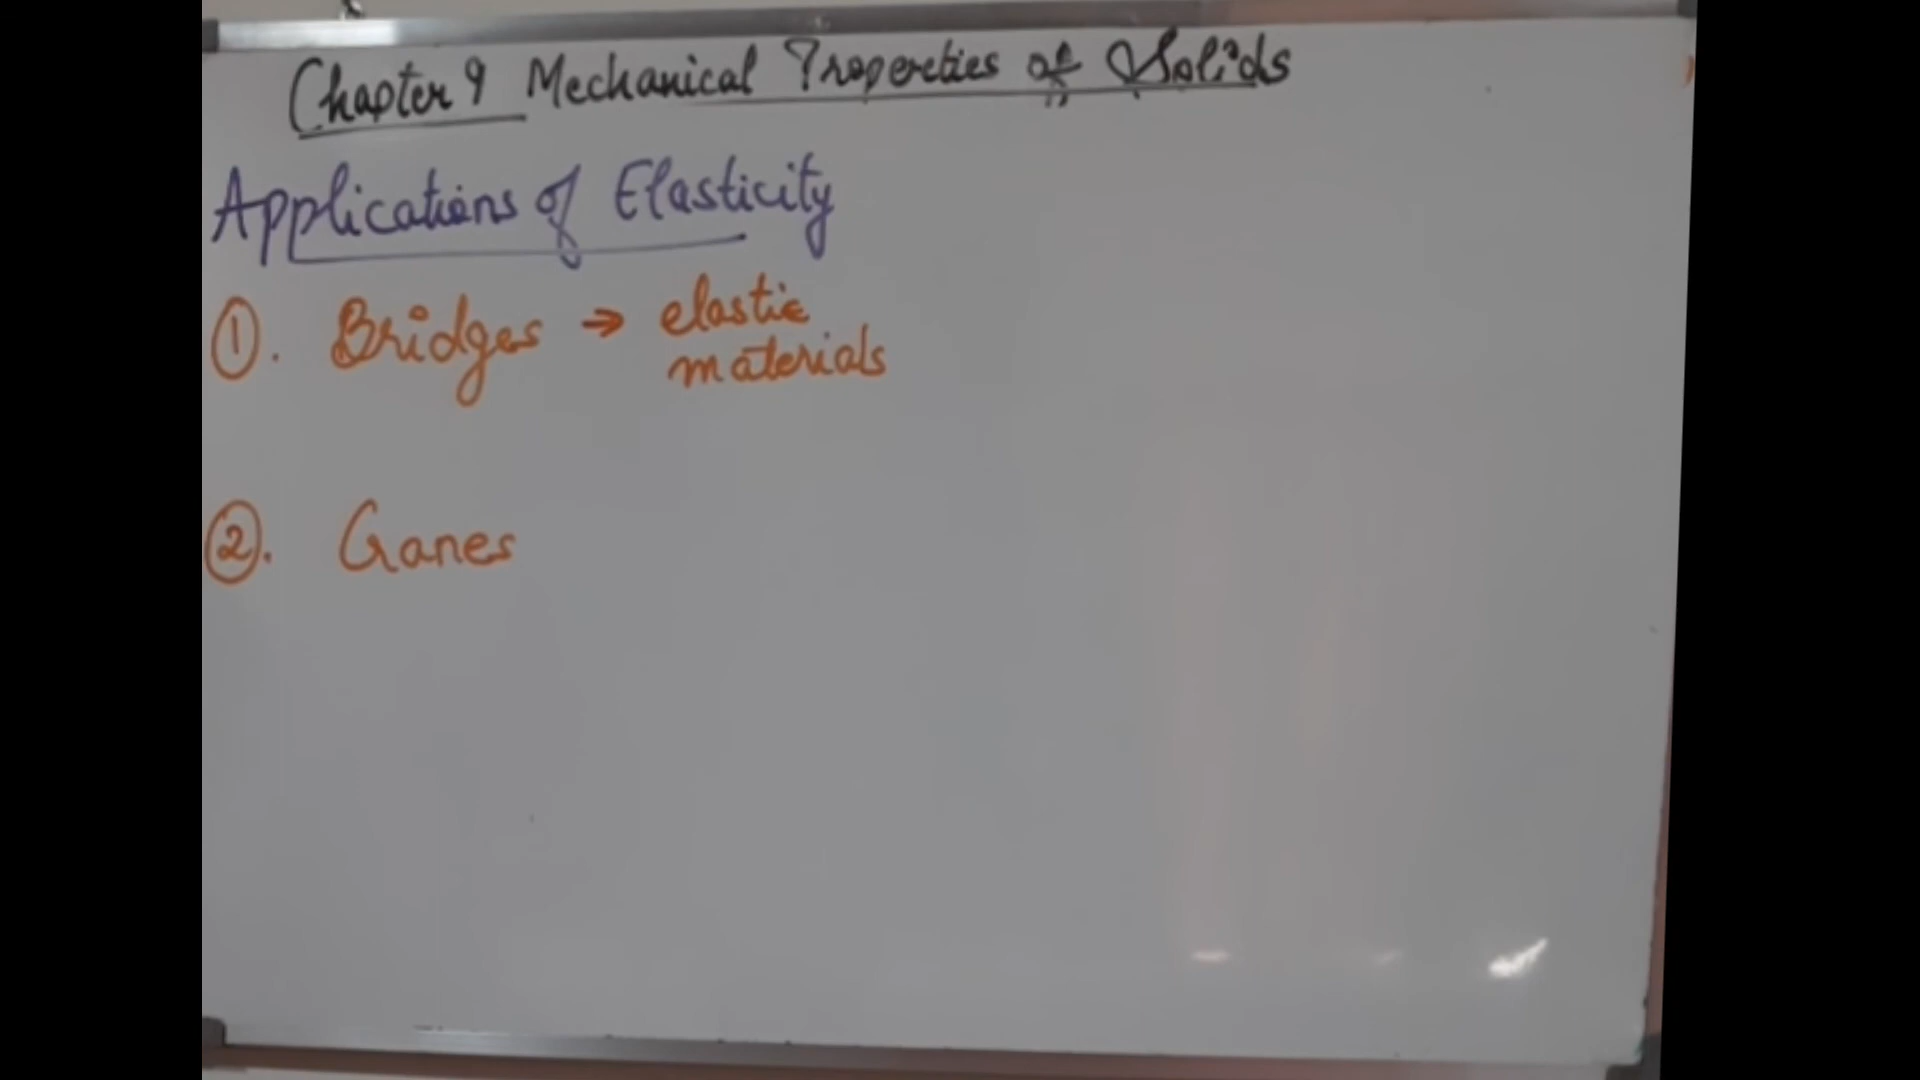 Chapter 9 Mechanical Properties of Solids
Applications of Elasticity
①. Bridges → elastic
materials
②. Cranes